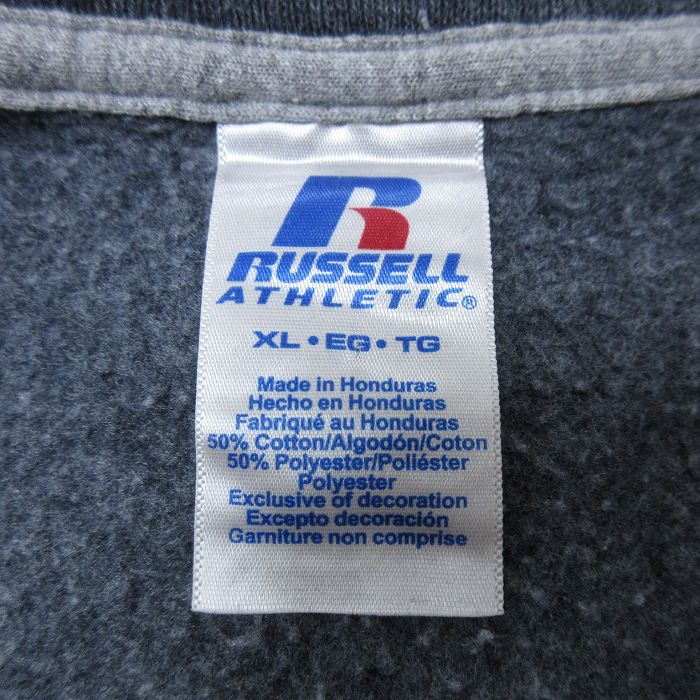 R
RUSSELL
ATHLETIC®
XL • EG • TG
Made in Honduras
Hecho en Honduras
Fabriqué au Honduras
50% Cotton/Algodón/Coton
50% Polyester/Poliéster
Polyester
Exclusive of decoration
Excepto decoración
Garniture non comprise